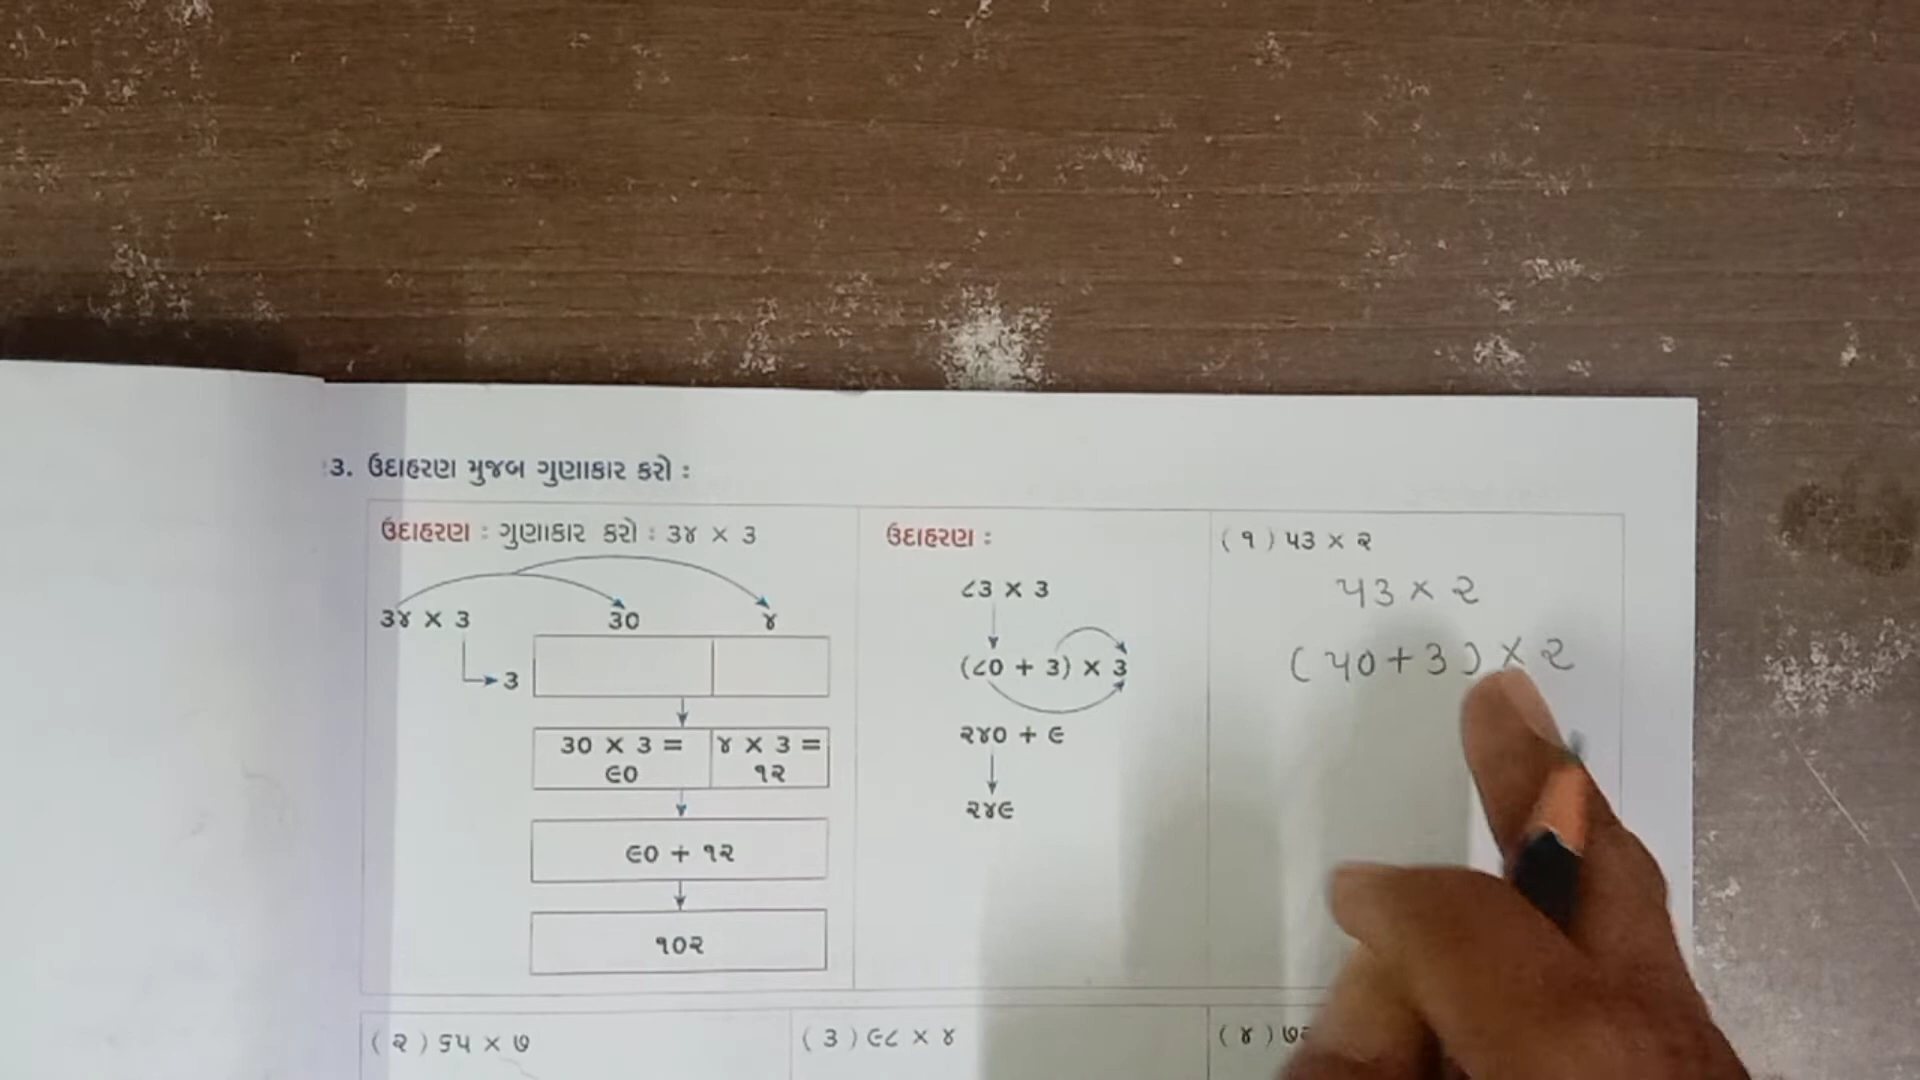 ૩. ઉદાહરણ મુજબ ગુણાકાર કરો :
ઉદાહરણ : ગુણાકાર કરો : ૩૪ × ૩
૩૪ × ૩
૩૦
૪
૩
૩૦ × ૩ =
૯૦
૪ × ૩ =
૧૨
૯૦ + ૧૨
૧૦૨
ઉદાહરણ :
૮૩ × ૩
(૮૦ + ૩) × ૩
૨૪૦ + ૯
૨૪૯
( ૧ ) ૫૩ × ૨
૫૩ × ૨
(૫૦+૩) × ૨
( ૨ ) ૬૫ × ૭
( ૩ ) ૯૮ × ૪
( ૪ )